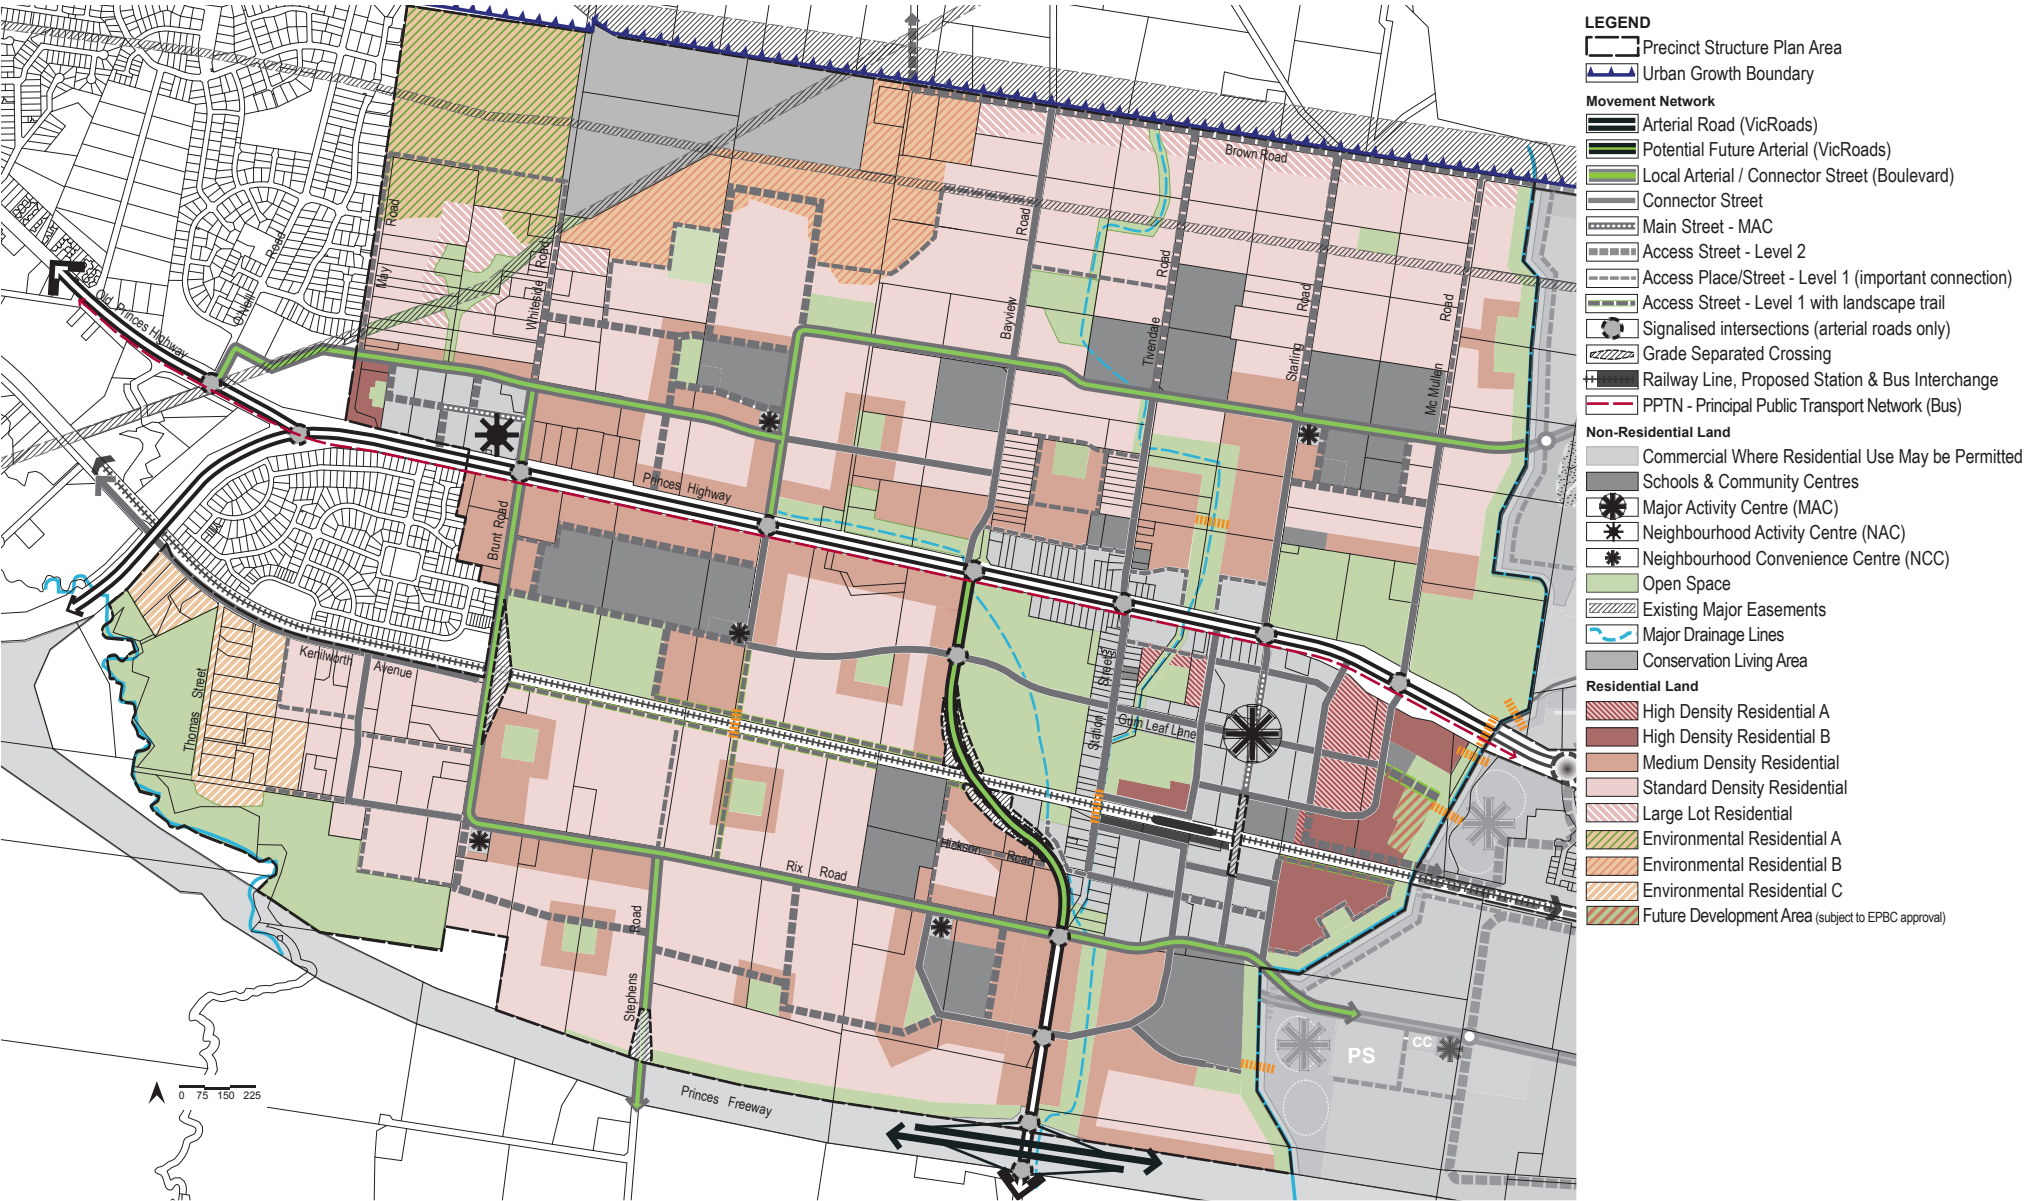 LEGEND
Precinct Structure Plan Area
Urban Growth Boundary
Movement Network
Arterial Road (VicRoads)
Potential Future Arterial (VicRoads)
Local Arterial / Connector Street (Boulevard)
Connector Street
Main Street - MAC
Access Street - Level 2
Access Place/Street - Level 1 (important connection)
Access Street - Level 1 with landscape trail
Signalised intersections (arterial roads only)
Grade Separated Crossing
Railway Line, Proposed Station & Bus Interchange
PPTN - Principal Public Transport Network (Bus)
Non-Residential Land
Commercial Where Residential Use May be Permitted
Schools & Community Centres
Major Activity Centre (MAC)
Neighbourhood Activity Centre (NAC)
Neighbourhood Convenience Centre (NCC)
Open Space
Existing Major Easements
Major Drainage Lines
Conservation Living Area
Residential Land
High Density Residential A
High Density Residential B
Medium Density Residential
Standard Density Residential
Large Lot Residential
Environmental Residential A
Environmental Residential B
Environmental Residential C
Future Development Area (subject to EPBC approval)
Brown Road
May Road
Whiteside Road
O'Neill Road
Bayview Road
Tivendale Road
Starling Road
Mc Mullen Road
Old Princes Highway
Princes Highway
Brunt Road
Kenilworth Avenue
Thomas Street
Station Street
Gum Leaf Lane
Hickson Road
Rix Road
Stephens Road
Princes Freeway
PS
CC
0 75 150 225